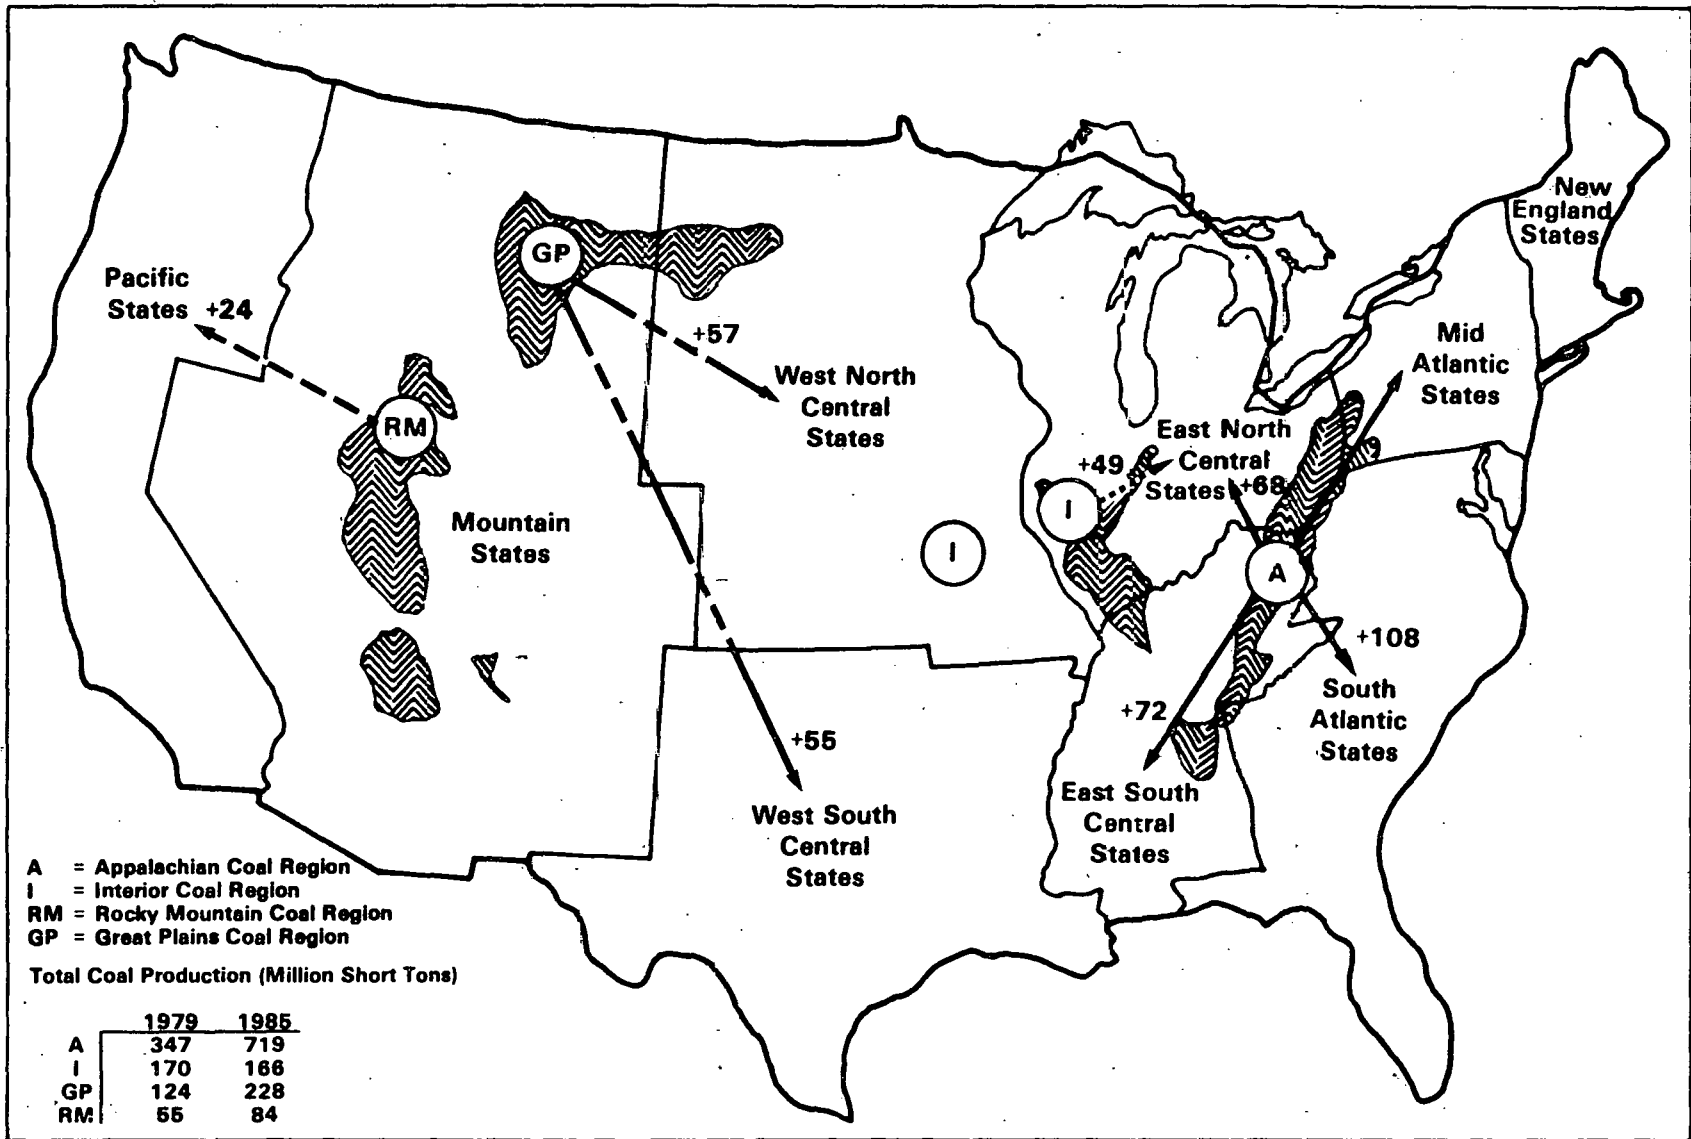 New
England
States
GP
Pacific
States +24
+57
Mid
Atlantic
States
West North
Central
States
RM
East North
Central
States
+49
+68
I
Mountain
States
I
A
+108
South
Atlantic
States
+72
+55
East South
Central
States
West South
Central
States
A = Appalachian Coal Region
I = Interior Coal Region
RM = Rocky Mountain Coal Region
GP = Great Plains Coal Region
Total Coal Production (Million Short Tons)
1979 1985
A 347 719
I 170 166
GP 124 228
RM 55 84